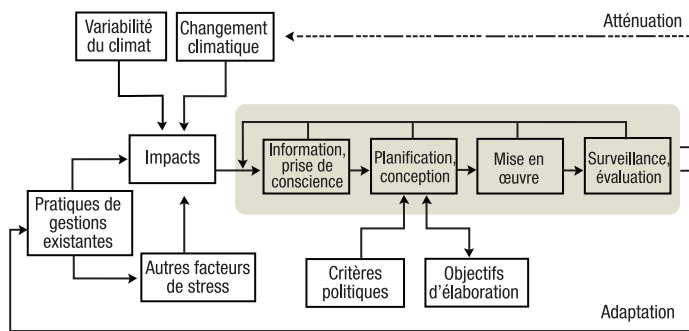 Variabilité
du climat
Changement
climatique
Atténuation
Impacts
Information,
prise de
conscience
Planification,
conception
Mise en
œuvre
Surveillance,
évaluation
Pratiques de
gestions
existantes
Autres facteurs
de stress
Critères
politiques
Objectifs
d'élaboration
Adaptation